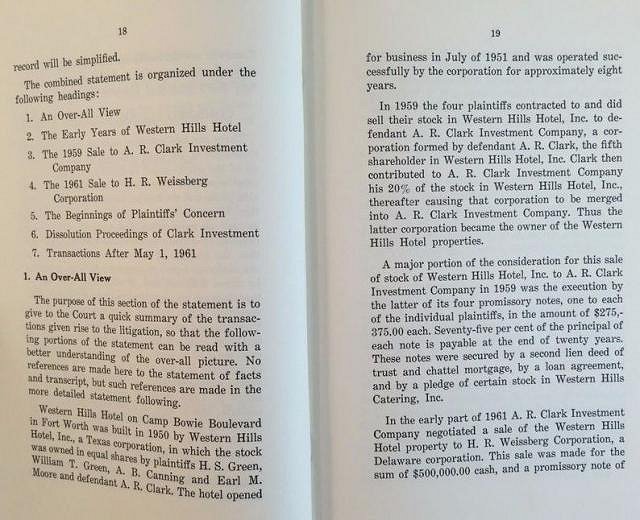 18
record will be simplified.
The combined statement is organized under the
following headings:
1. An Over-All View
2. The Early Years of Western Hills Hotel
3. The 1959 Sale to A. R. Clark Investment
Company
4. The 1961 Sale to H. R. Weissberg
Corporation
5. The Beginnings of Plaintiffs' Concern
6. Dissolution Proceedings of Clark Investment
7. Transactions After May 1, 1961
1. An Over-All View
The purpose of this section of the statement is to
give to the Court a quick summary of the transac-
tions given rise to the litigation, so that the follow-
ing portions of the statement can be read with a
better understanding of the over-all picture. No
references are made here to the statement of facts
and transcript, but such references are made in the
more detailed statement following.
Western Hills Hotel on Camp Bowie Boulevard
in Fort Worth was built in 1950 by Western Hills
Hotel, Inc., a Texas corporation, in which the stock
was owned in equal shares by plaintiffs H. S. Green,
William T. Green, A. B. Canning and Earl M.
Moore and defendant A. R. Clark. The hotel opened
19
for business in July of 1951 and was operated suc-
cessfully by the corporation for approximately eight
years.
In 1959 the four plaintiffs contracted to and did
sell their stock in Western Hills Hotel, Inc. to de-
fendant A. R. Clark Investment Company, a cor-
poration formed by defendant A. R. Clark, the fifth
shareholder in Western Hills Hotel, Inc. Clark then
contributed to A. R. Clark Investment Company
his 20% of the stock in Western Hills Hotel, Inc.,
thereafter causing that corporation to be merged
into A. R. Clark Investment Company. Thus the
latter corporation became the owner of the Western
Hills Hotel properties.
A major portion of the consideration for this sale
of stock of Western Hills Hotel, Inc. to A. R. Clark
Investment Company in 1959 was the execution by
the latter of its four promissory notes, one to each
of the individual plaintiffs, in the amount of $275,-
375.00 each. Seventy-five per cent of the principal of
each note is payable at the end of twenty years.
These notes were secured by a second lien deed of
trust and chattel mortgage, by a loan agreement,
and by a pledge of certain stock in Western Hills
Catering, Inc.
In the early part of 1961 A. R. Clark Investment
Company negotiated a sale of the Western Hills
Hotel property to H. R. Weissberg Corporation, a
Delaware corporation. This sale was made for the
sum of $500,000.00 cash, and a promissory note of